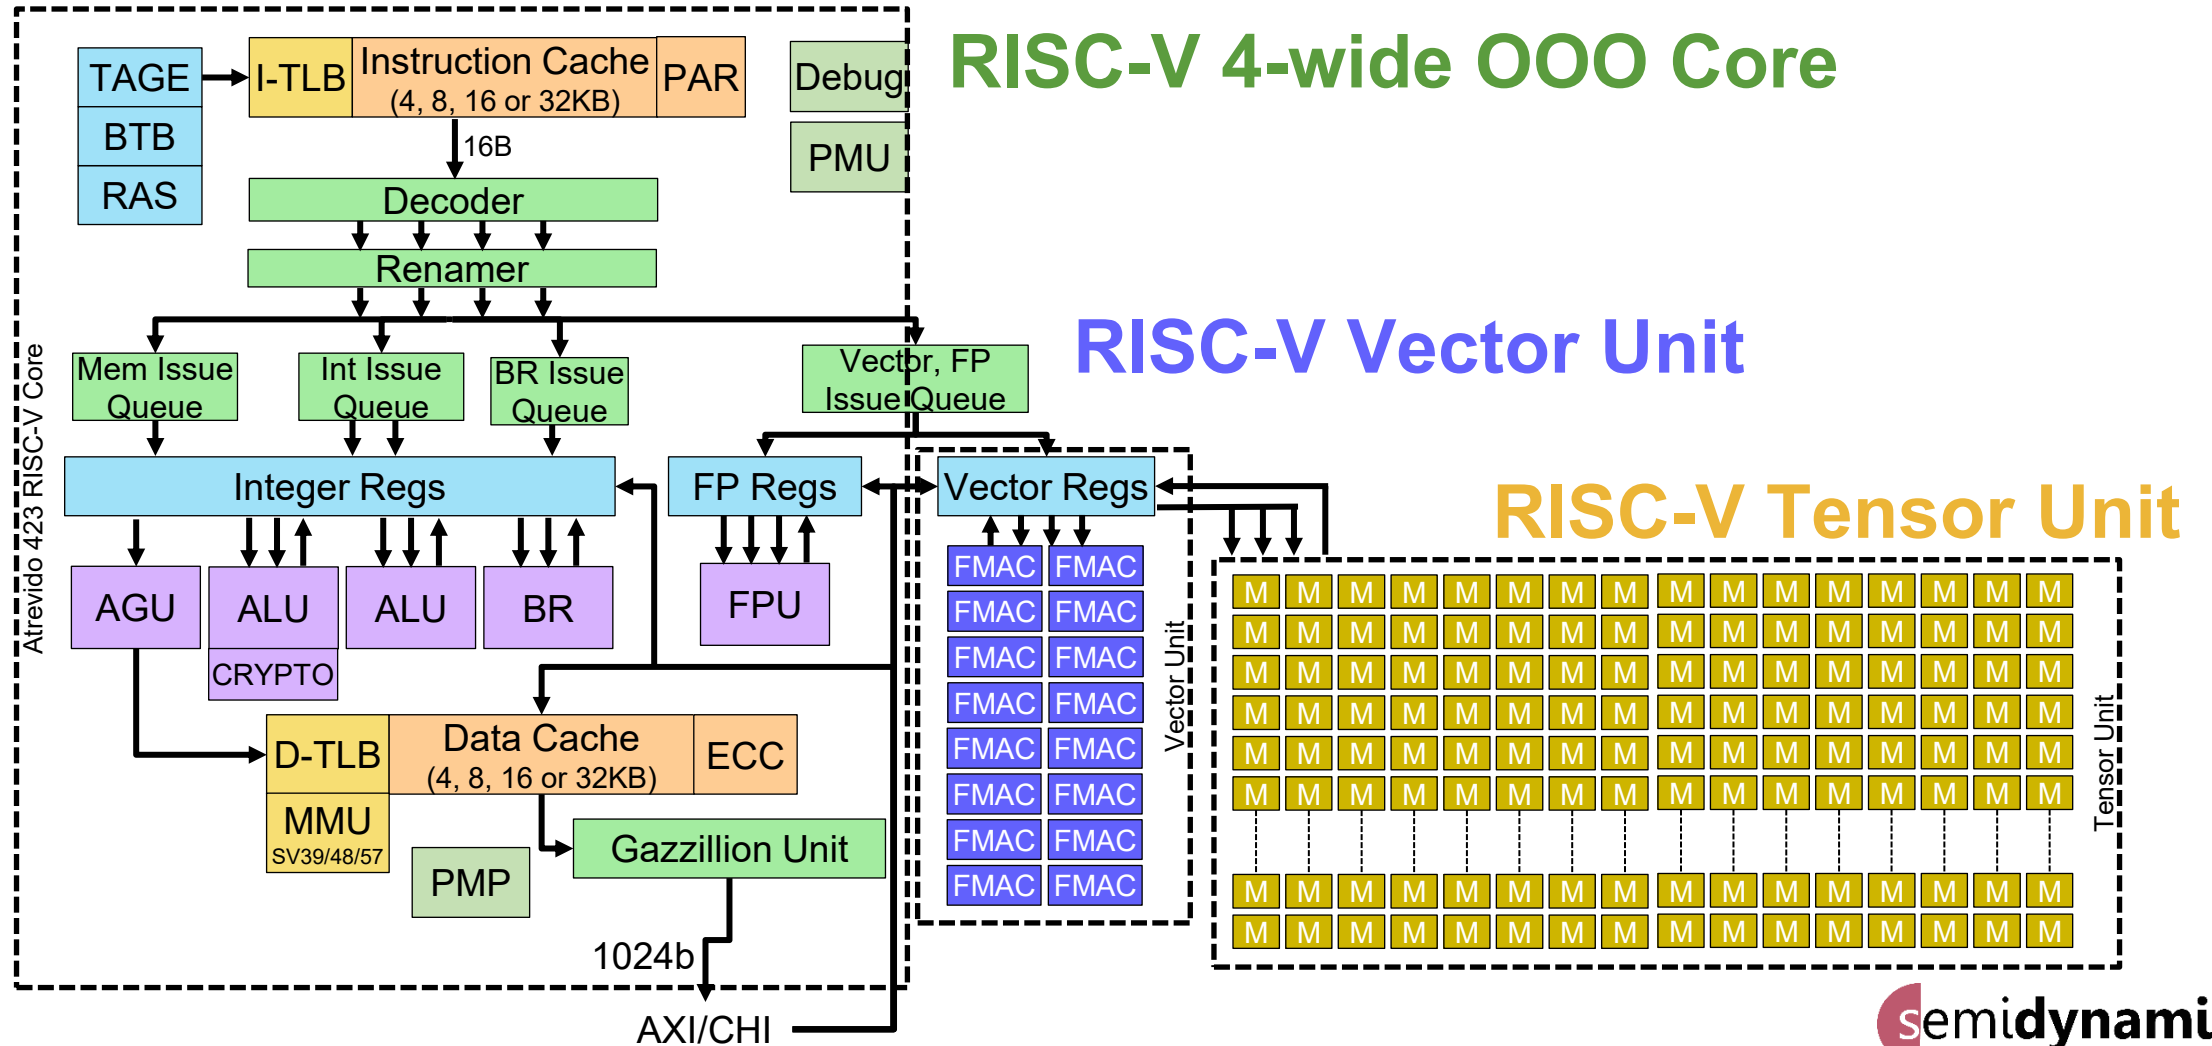 RISC-V 4-wide OOO Core
TAGE
BTB
RAS
I-TLB
Instruction Cache
(4, 8, 16 or 32KB)
PAR
Debug
PMU
16B
Decoder
Renamer
RISC-V Vector Unit
Atrevido 423 RISC-V Core
Mem Issue
Queue
Int Issue
Queue
BR Issue
Queue
Vector, FP
Issue Queue
Integer Regs
FP Regs
Vector Regs
RISC-V Tensor Unit
AGU
ALU
CRYPTO
ALU
BR
FPU
FMAC FMAC
FMAC FMAC
FMAC FMAC
FMAC FMAC
FMAC FMAC
FMAC FMAC
FMAC FMAC
FMAC FMAC
Vector Unit
M M M M M M M M M M M M M M M M
M M M M M M M M M M M M M M M M
M M M M M M M M M M M M M M M M
M M M M M M M M M M M M M M M M
M M M M M M M M M M M M M M M M
M M M M M M M M M M M M M M M M
M M M M M M M M M M M M M M M M
M M M M M M M M M M M M M M M M
Tensor Unit
D-TLB
Data Cache
(4, 8, 16 or 32KB)
ECC
MMU
SV39/48/57
PMP
Gazzillion Unit
1024b
AXI/CHI
semidynami